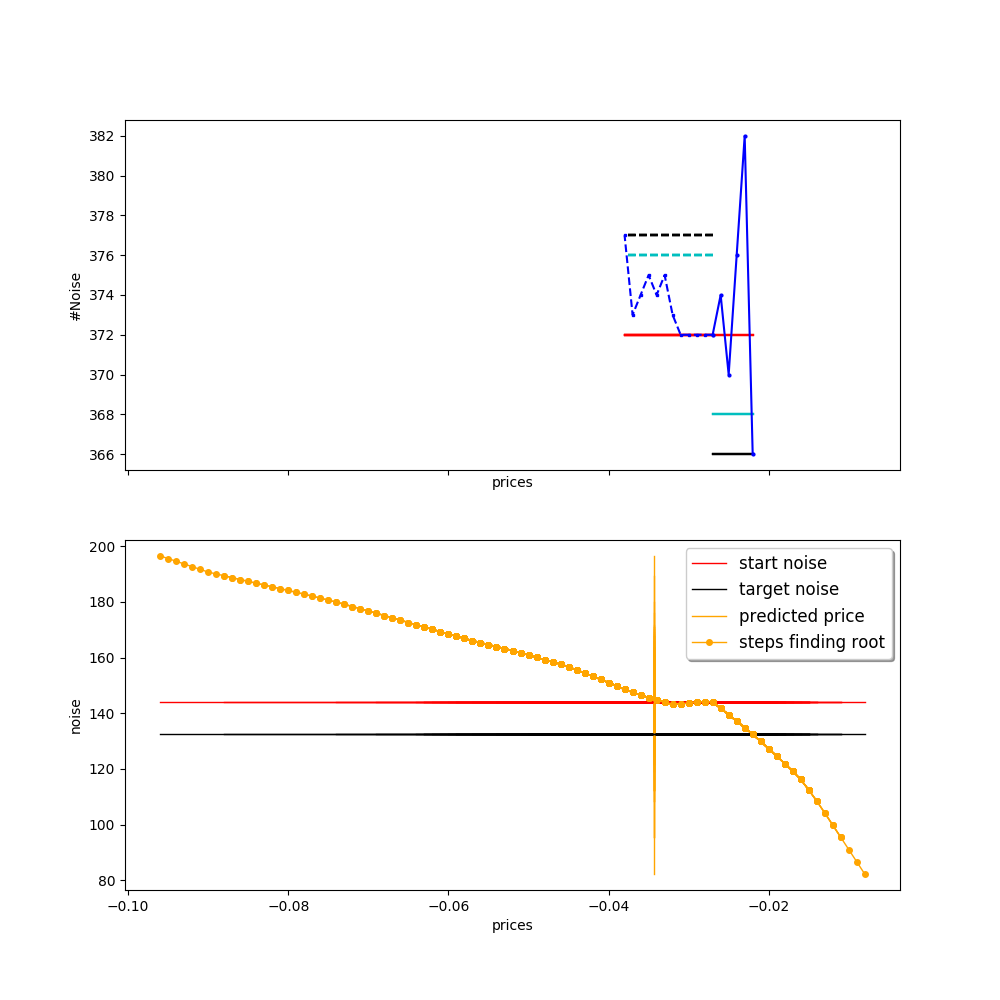 382
380
378
376
374
372
370
368
366
#Noise
prices
200
180
160
140
120
100
80
noise
start noise
target noise
predicted price
steps finding root
−0.10 −0.08 −0.06 −0.04 −0.02
prices